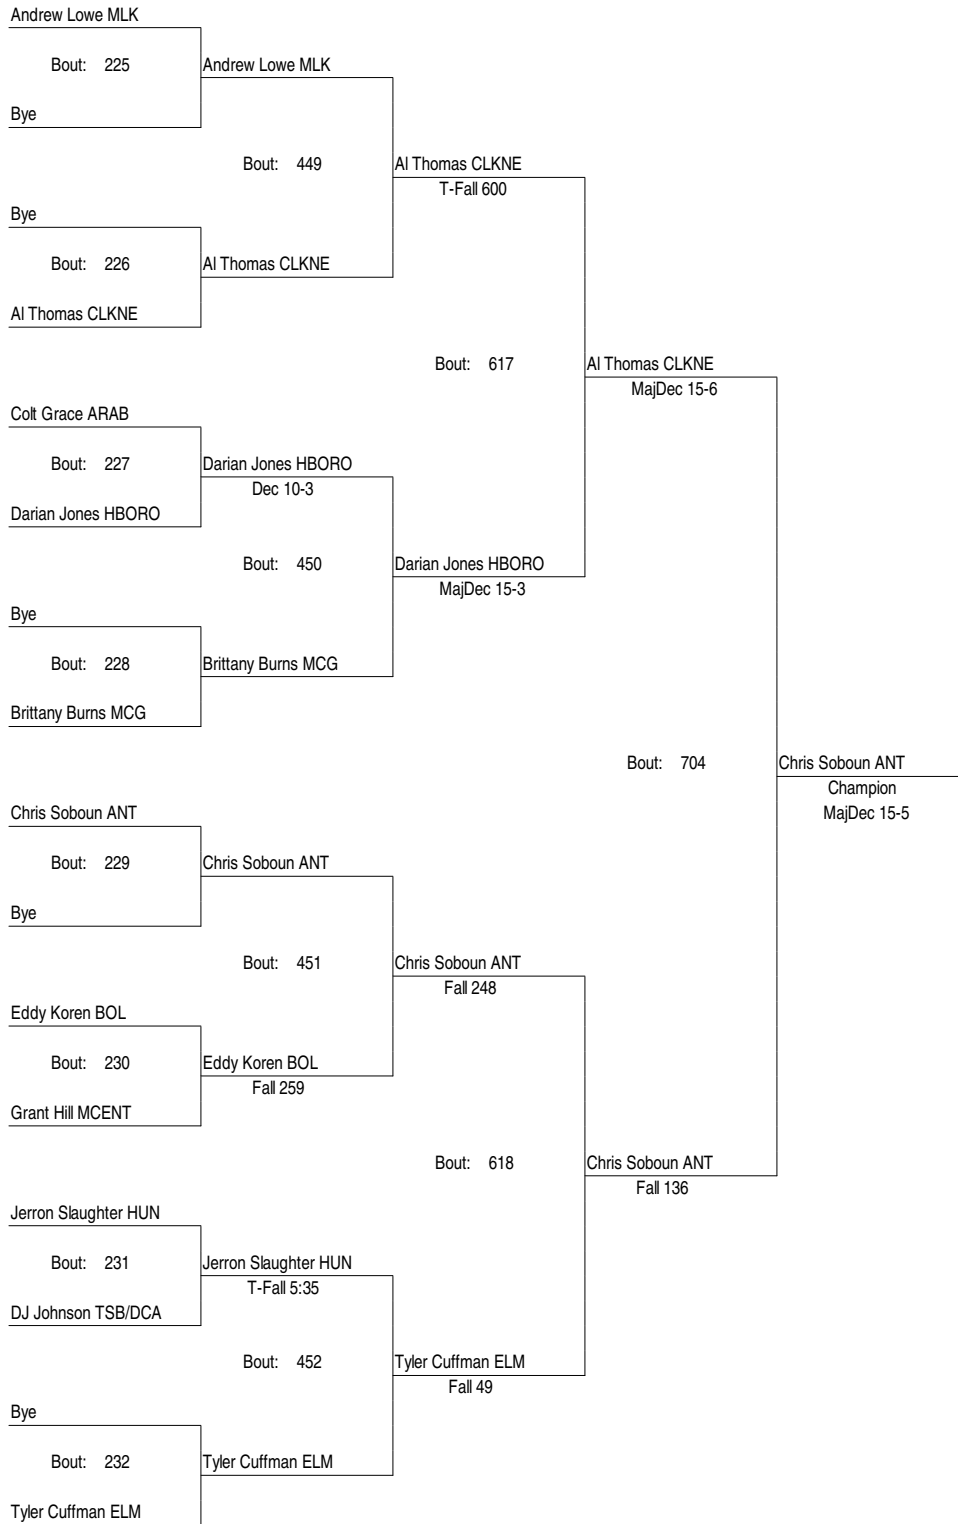 Andrew Lowe MLK
Bout: 225
Andrew Lowe MLK
Bye
Bout: 449
Al Thomas CLKNE
T-Fall 600
Bye
Bout: 226
Al Thomas CLKNE
Al Thomas CLKNE
Bout: 617
Al Thomas CLKNE
MajDec 15-6
Colt Grace ARAB
Bout: 227
Darian Jones HBORO
Dec 10-3
Darian Jones HBORO
Bout: 450
Darian Jones HBORO
MajDec 15-3
Bye
Bout: 228
Brittany Burns MCG
Brittany Burns MCG
Bout: 704
Chris Soboun ANT
Champion
MajDec 15-5
Chris Soboun ANT
Bout: 229
Chris Soboun ANT
Bye
Bout: 451
Chris Soboun ANT
Fall 248
Eddy Koren BOL
Bout: 230
Eddy Koren BOL
Fall 259
Grant Hill MCENT
Bout: 618
Chris Soboun ANT
Fall 136
Jerron Slaughter HUN
Bout: 231
Jerron Slaughter HUN
T-Fall 5:35
DJ Johnson TSB/DCA
Bout: 452
Tyler Cuffman ELM
Fall 49
Bye
Bout: 232
Tyler Cuffman ELM
Tyler Cuffman ELM